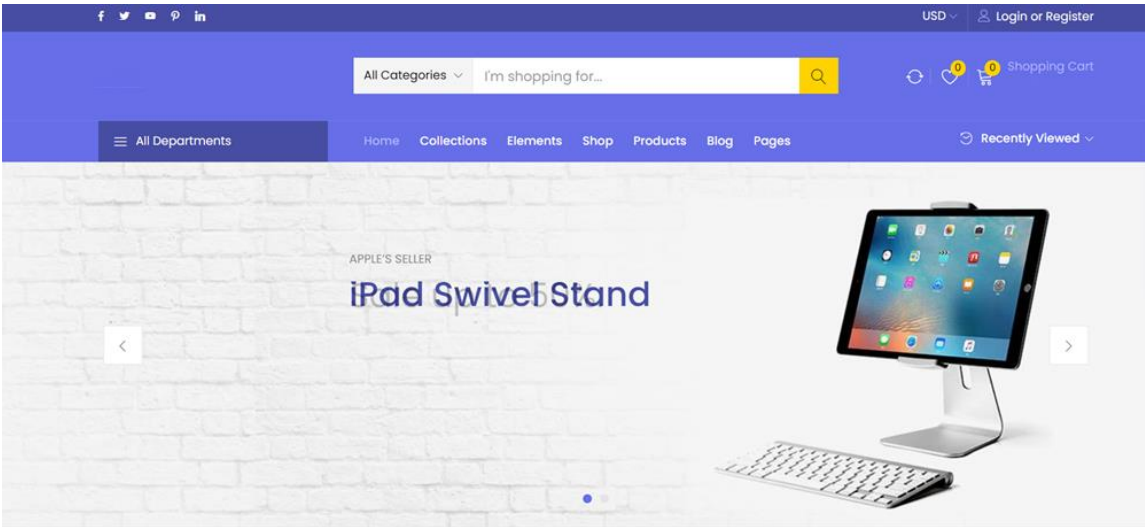 USD
Login or Register
All Categories
I'm shopping for...
0
0
Shopping Cart
All Departments
Home
Collections
Elements
Shop
Products
Blog
Pages
Recently Viewed
APPLE'S SELLER
iPad Swivel Stand